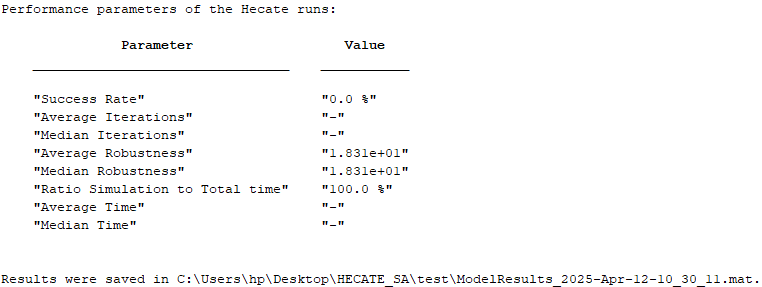 Performance parameters of the Hecate runs:
Parameter Value
"Success Rate" "0.0 %"
"Average Iterations" "-"
"Median Iterations" "-"
"Average Robustness" "1.831e+01"
"Median Robustness" "1.831e+01"
"Ratio Simulation to Total time" "100.0 %"
"Average Time" "-"
"Median Time" "-"
Results were saved in C:\Users\hp\Desktop\HECATE_SA\test\ModelResults_2025-Apr-12-10_30_11.mat.